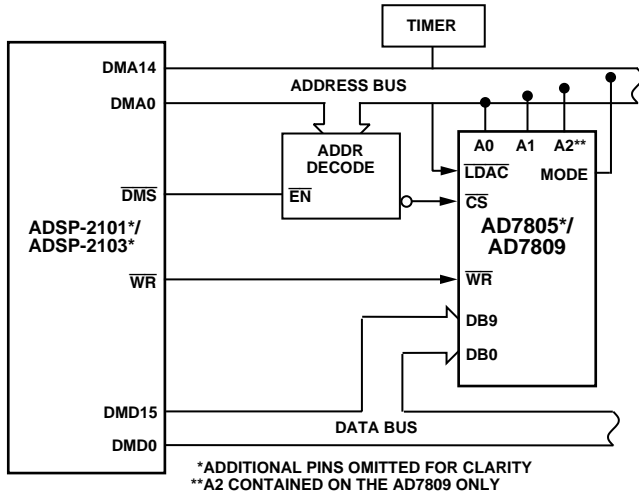 TIMER
DMA14
ADDRESS BUS
DMA0
ADDR
DECODE
A0
A1
A2**
LDAC
MODE
DMS
EN
CS
ADSP-2101*/
ADSP-2103*
AD7805*/
AD7809
WR
WR
DB9
DB0
DMD15
DATA BUS
DMD0
*ADDITIONAL PINS OMITTED FOR CLARITY
**A2 CONTAINED ON THE AD7809 ONLY